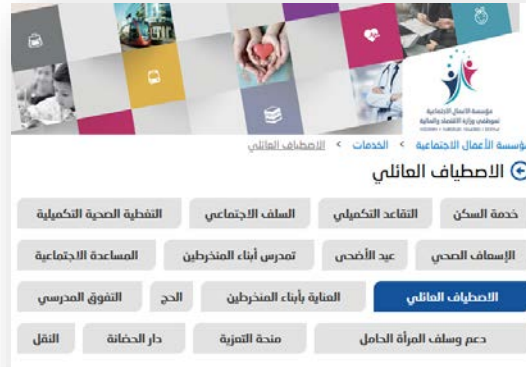 مؤسسة الأعمال الاجتماعية
لموظفي وزارة الاقتصاد والمالية
مؤسسة الأعمال الاجتماعية > الخدمات > الاصطياف العائلي
الاصطياف العائلي
خدمة السكن التقاعد التكميلي السلف الاجتماعي التغطية الصحية التكميلية
الإسعاف الصحي عيد الأضحى تمدرس أبناء المنخرطين المساعدة الاجتماعية
الاصطياف العائلي العناية بأبناء المنخرطين الحج التفوق المدرسي
دعم وسلف المرأة الحامل منحة التعزية دار الحضانة النقل